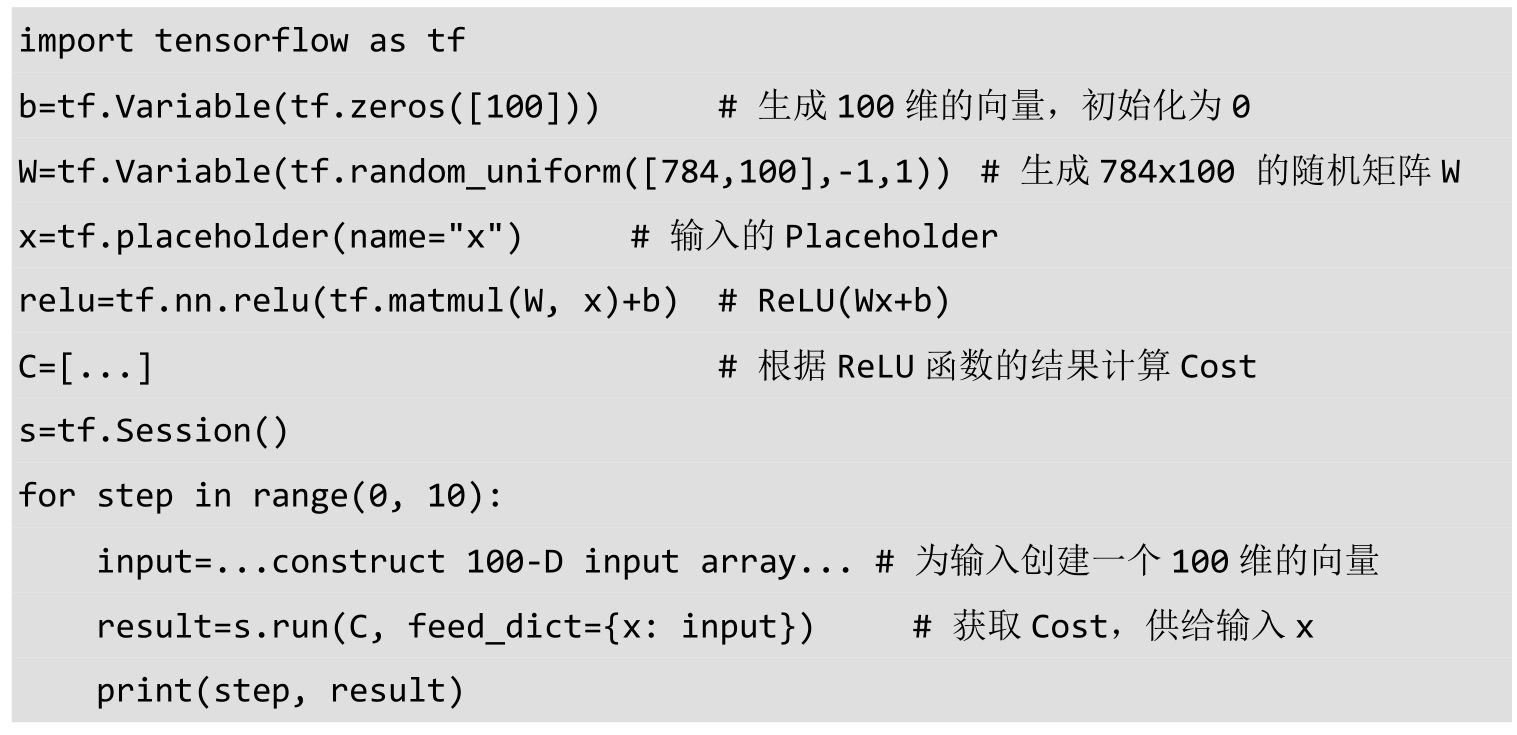 import tensorflow as tf
b=tf.Variable(tf.zeros([100])) # 生成 100 维的向量，初始化为 0
W=tf.Variable(tf.random_uniform([784,100],-1,1)) # 生成 784x100 的随机矩阵 W
x=tf.placeholder(name="x") # 输入的 Placeholder
relu=tf.nn.relu(tf.matmul(W, x)+b) # ReLU(Wx+b)
C=[...] # 根据 ReLU 函数的结果计算 Cost
s=tf.Session()
for step in range(0, 10):
    input=...construct 100-D input array... # 为输入创建一个 100 维的向量
    result=s.run(C, feed_dict={x: input}) # 获取 Cost，供给输入 x
    print(step, result)